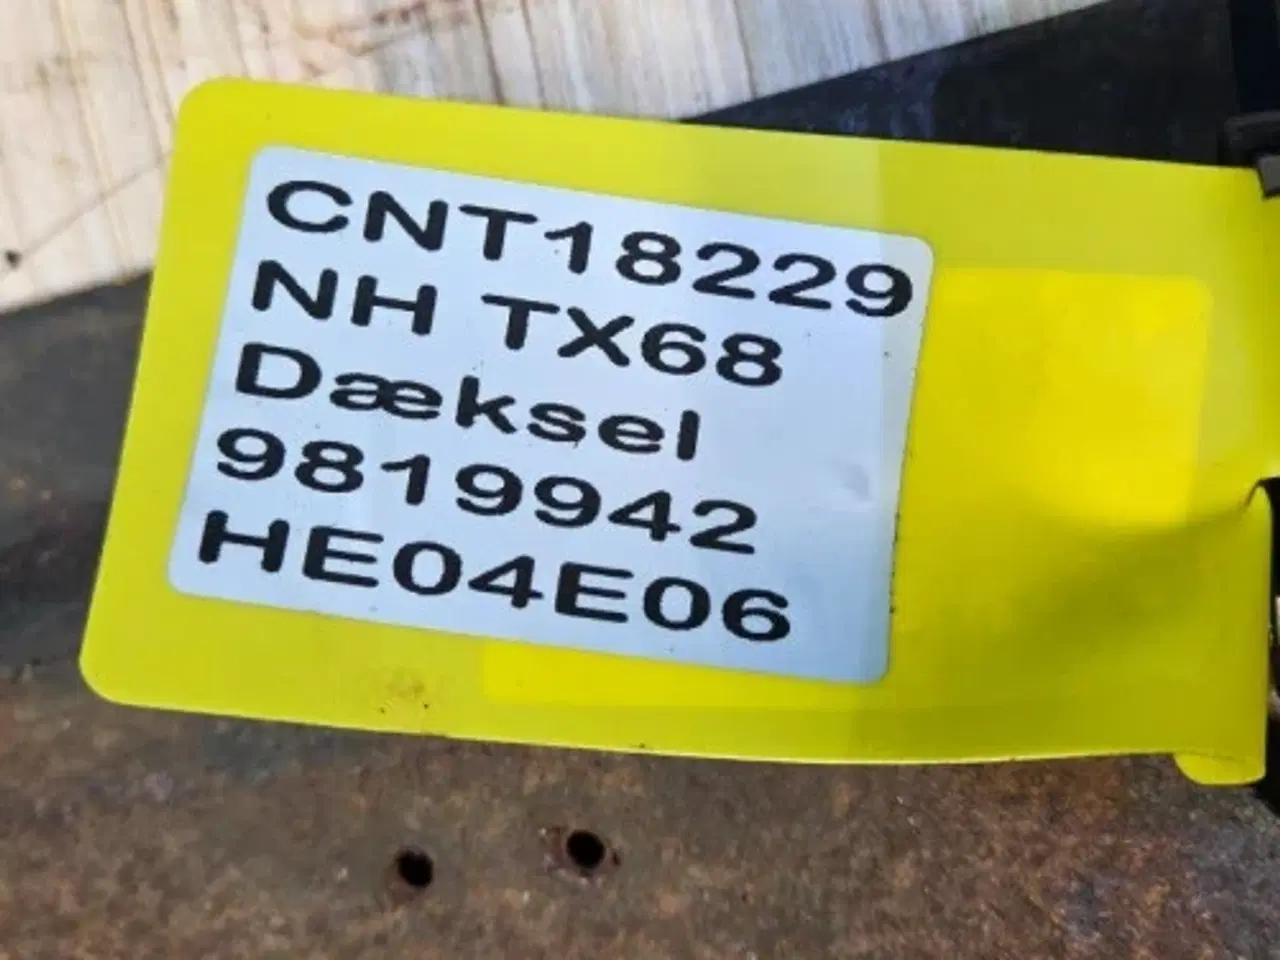 CNT18229
NH TX68
Dæksel
9819942
HE04E06